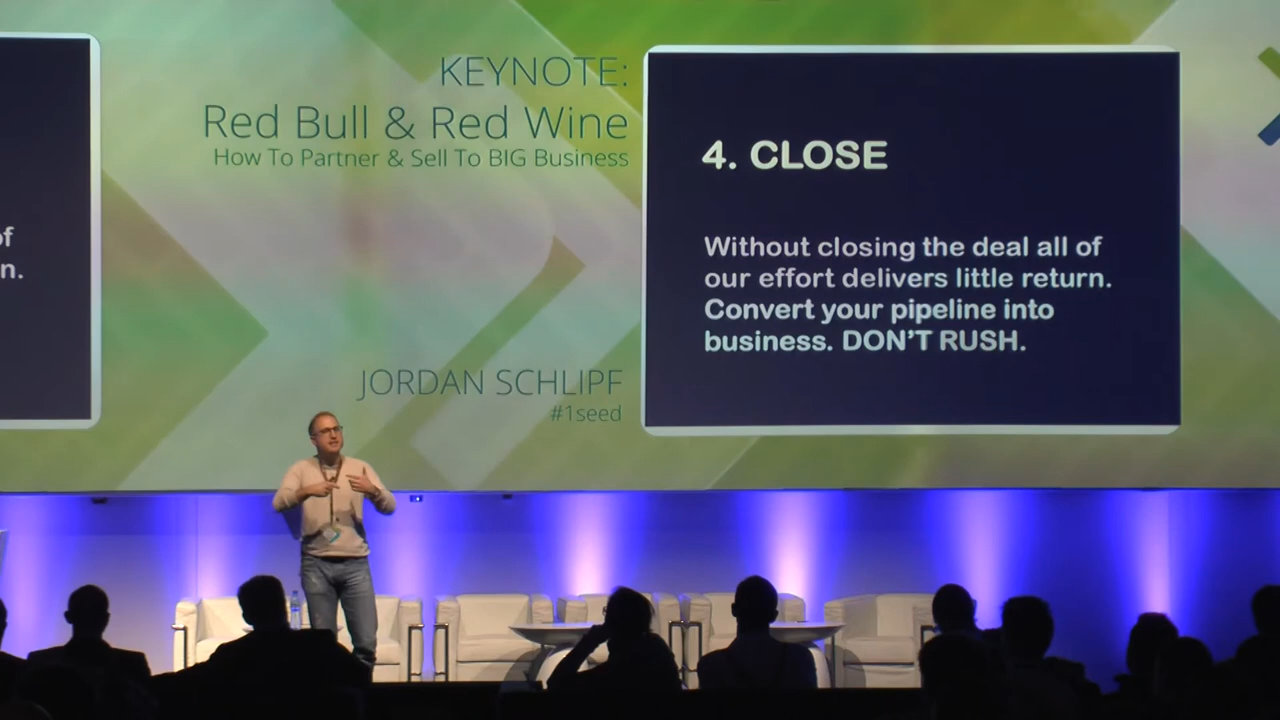 of
n.
KEYNOTE:
Red Bull & Red Wine
How To Partner & Sell To BIG Business
JORDAN SCHLIPF
#1seed
4. CLOSE
Without closing the deal all of
our effort delivers little return.
Convert your pipeline into
business. DON'T RUSH.